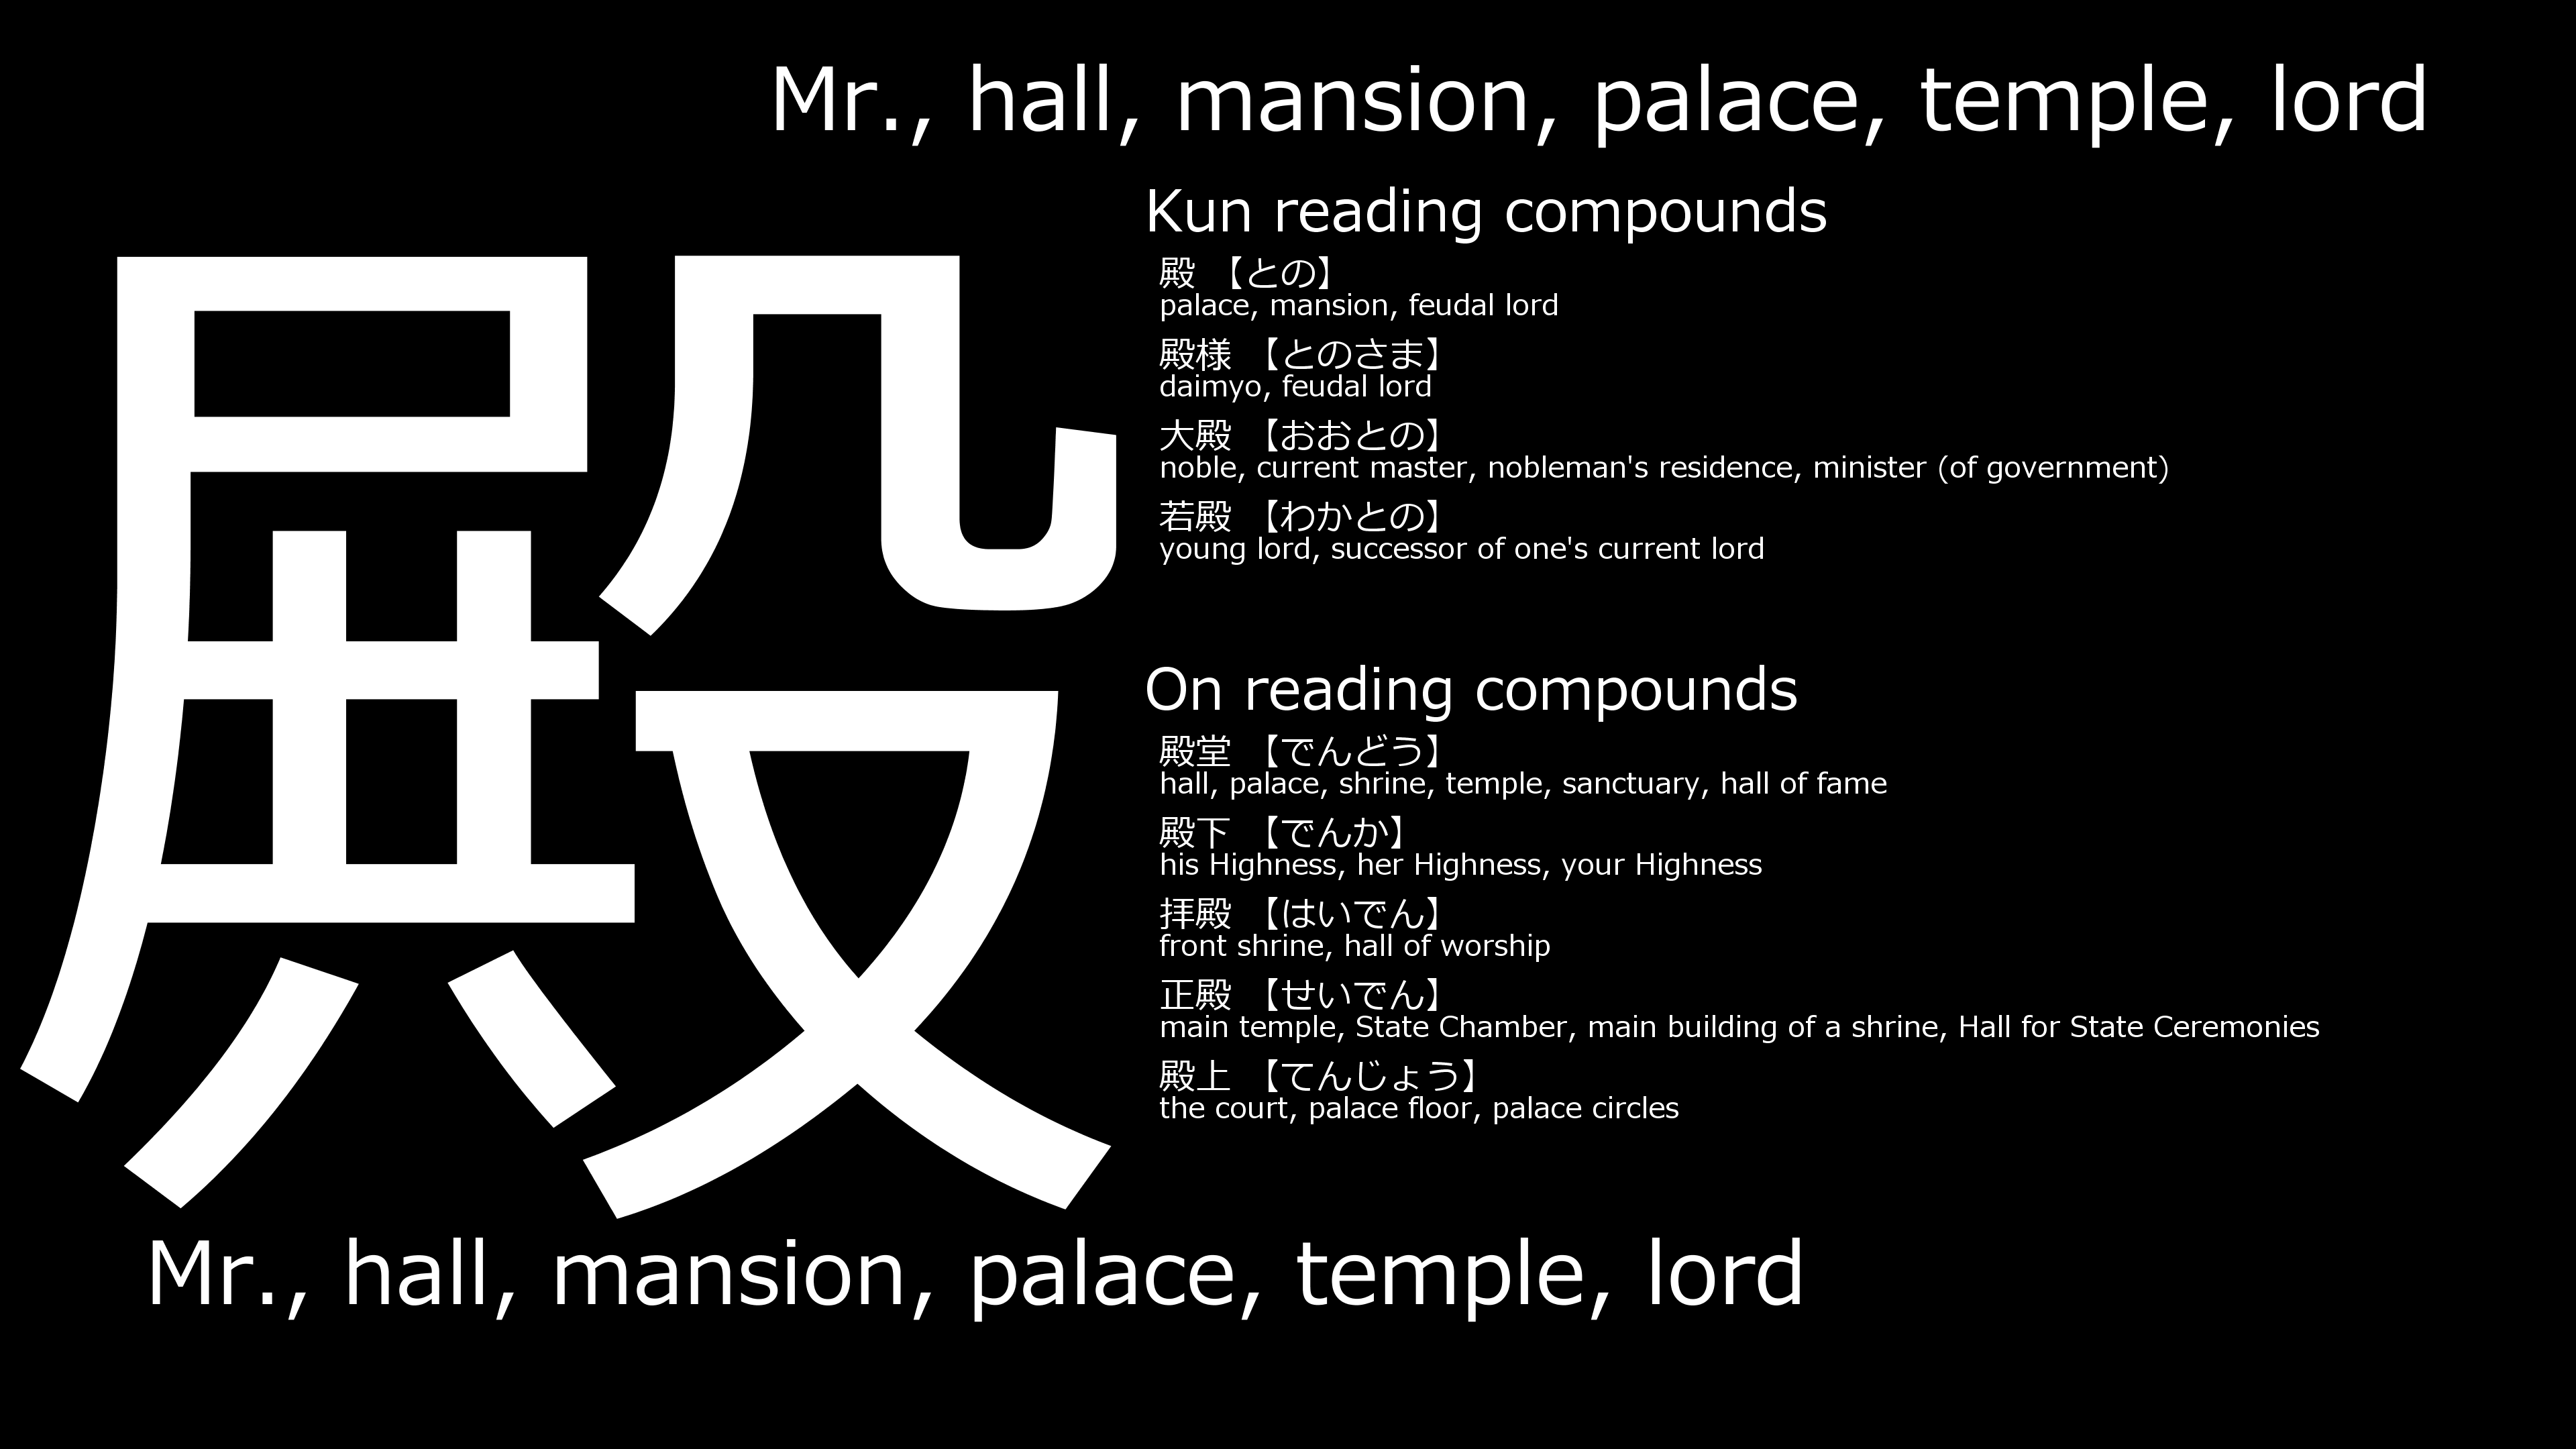 Mr., hall, mansion, palace, temple, lord
殿
Kun reading compounds
殿 【との】
palace, mansion, feudal lord
殿様 【とのさま】
daimyo, feudal lord
大殿 【おおとの】
noble, current master, nobleman's residence, minister (of government)
若殿 【わかとの】
young lord, successor of one's current lord
On reading compounds
殿堂 【でんどう】
hall, palace, shrine, temple, sanctuary, hall of fame
殿下 【でんか】
his Highness, her Highness, your Highness
拝殿 【はいでん】
front shrine, hall of worship
正殿 【せいでん】
main temple, State Chamber, main building of a shrine, Hall for State Ceremonies
殿上 【てんじょう】
the court, palace floor, palace circles
Mr., hall, mansion, palace, temple, lord